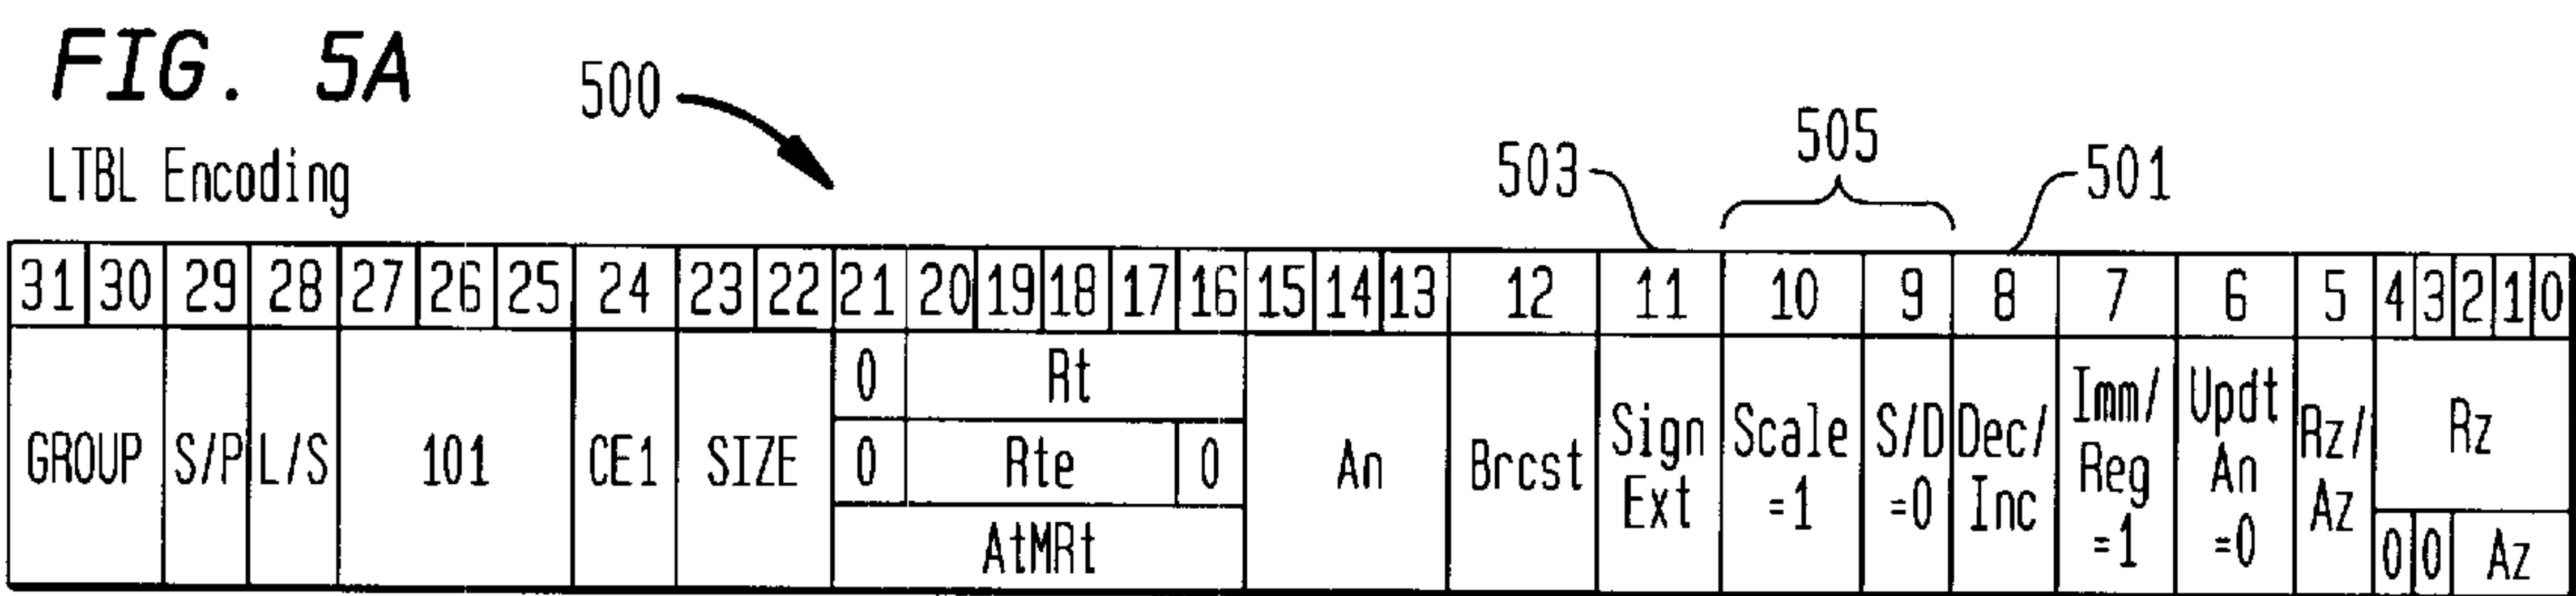 FIG. 5A
500
LTBL Encoding
503
505
501
31 30 29 28 27 26 25 24 23 22 21 20 19 18 17 16 15 14 13 12 11 10 9 8 7 6 5 4 3 2 1 0
GROUP S/P L/S 101 CE1 SIZE
0 Rt
0 Rte 0
AtMRt
An Brcst
Sign
Ext
Scale
=1
S/D
=0
Dec/
Inc
Imm/
Reg
=1
Updt
An
=0
Rz/
Az
Rz
0 0 Az